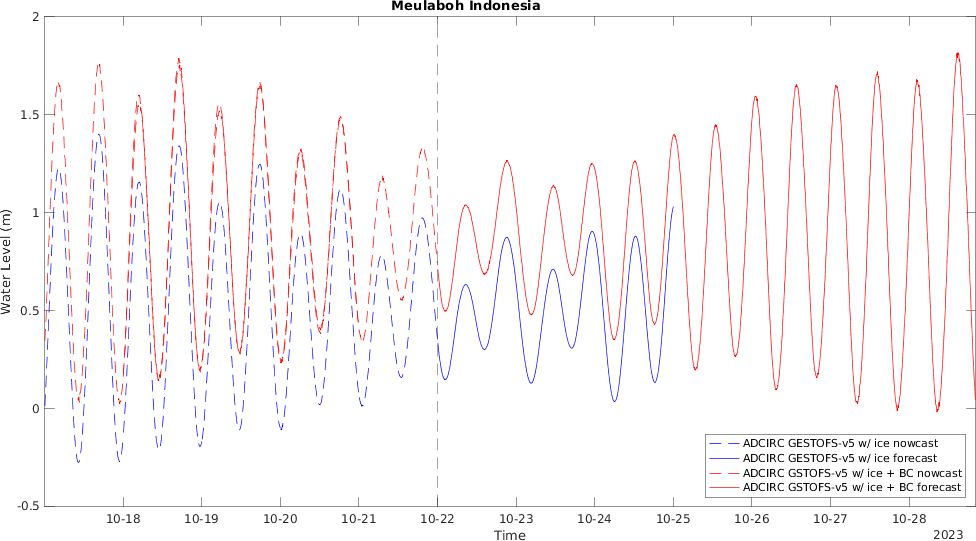 Meulaboh Indonesia
2
1.5
1
0.5
0
-0.5
Water Level (m)
10-18 10-19 10-20 10-21 10-22 10-23 10-24 10-25 10-26 10-27 10-28
Time
2023
ADCIRC GESTOFS-v5 w/ ice nowcast
ADCIRC GESTOFS-v5 w/ ice forecast
ADCIRC GSTOFS-v5 w/ ice + BC nowcast
ADCIRC GSTOFS-v5 w/ ice + BC forecast